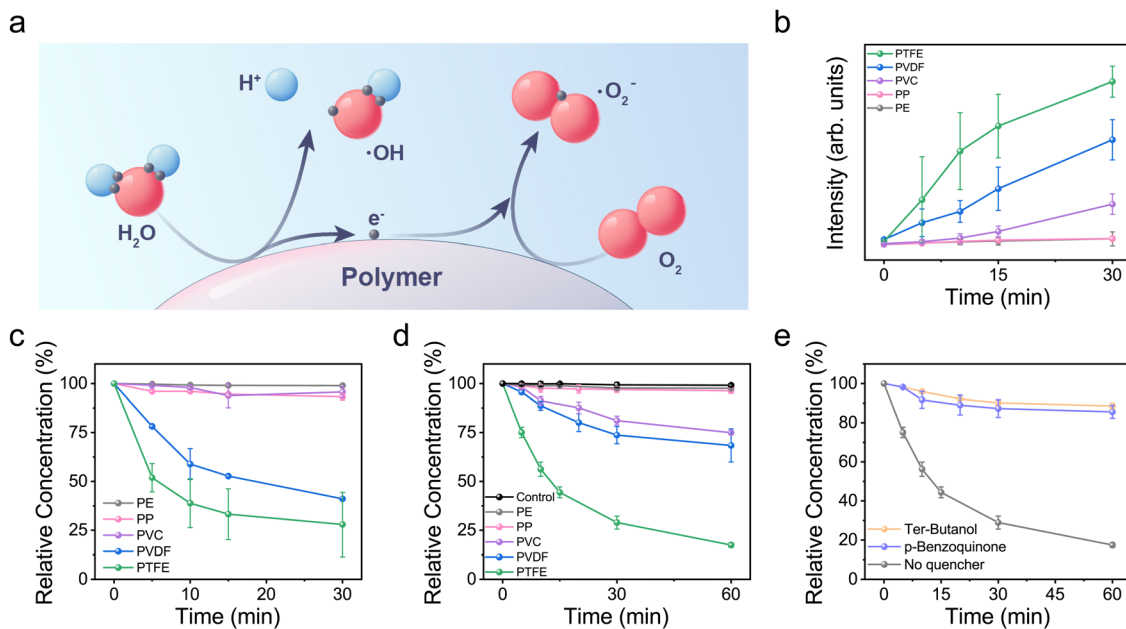 a
H⁺
·OH
·O₂⁻
H₂O
e⁻
O₂
Polymer
b
Intensity (arb. units)
PTFE
PVDF
PVC
PP
PE
0
15
30
Time (min)
c
Relative Concentration (%)
100
75
50
25
0
PE
PP
PVC
PVDF
PTFE
0
10
20
30
Time (min)
d
Relative Concentration (%)
100
75
50
25
0
Control
PE
PP
PVC
PVDF
PTFE
0
10
20
30
40
50
60
Time (min)
e
Relative Concentration (%)
100
80
60
40
20
0
Ter-Butanol
p-Benzoquinone
No quencher
0
15
30
45
60
Time (min)